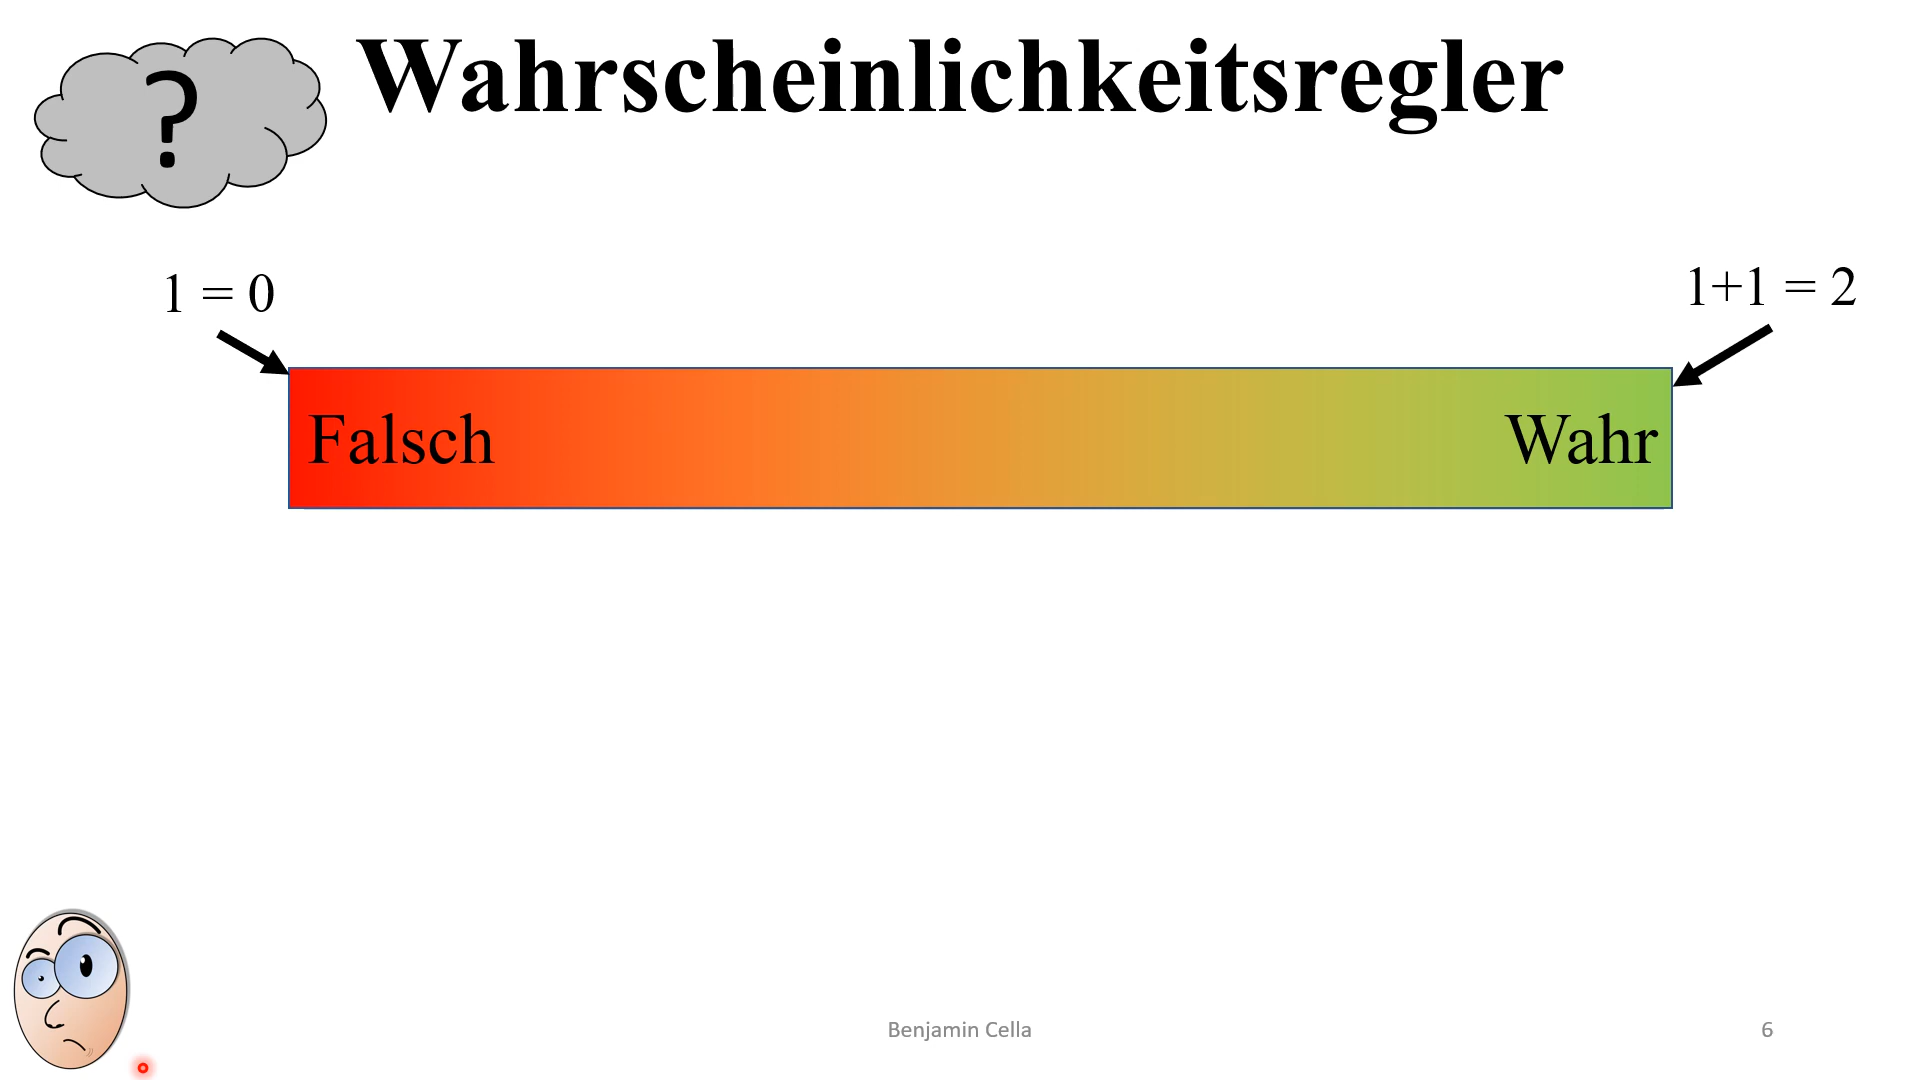 ?
Wahrscheinlichkeitsregler
1 = 0
1+1 = 2
Falsch
Wahr
Benjamin Cella
6